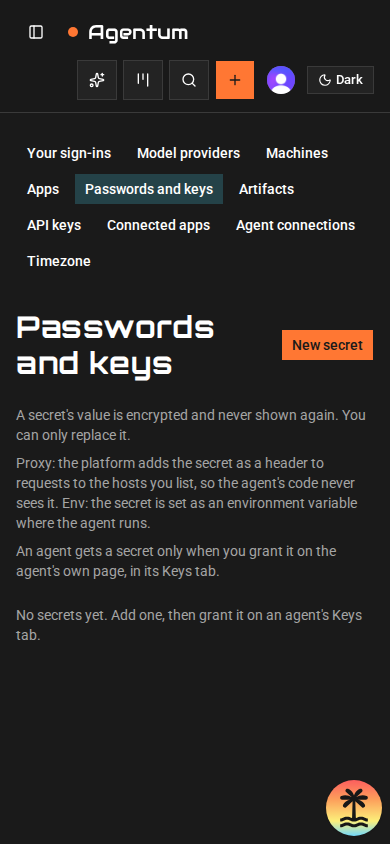 Agentum
Dark
Your sign-ins Model providers Machines
Apps Passwords and keys Artifacts
API keys Connected apps Agent connections
Timezone
Passwords
and keys
New secret
A secret's value is encrypted and never shown again. You
can only replace it.
Proxy: the platform adds the secret as a header to
requests to the hosts you list, so the agent's code never
sees it. Env: the secret is set as an environment variable
where the agent runs.
An agent gets a secret only when you grant it on the
agent's own page, in its Keys tab.
No secrets yet. Add one, then grant it on an agent's Keys
tab.